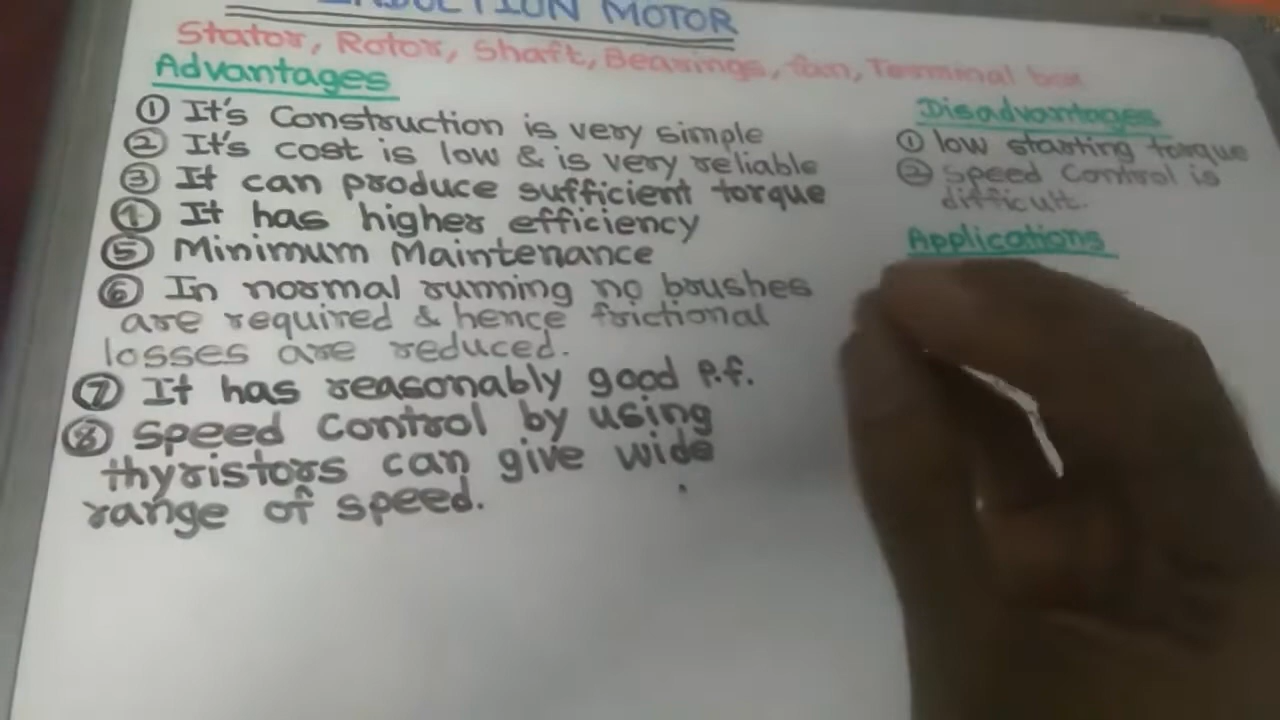 INDUCTION MOTOR
Stator, Rotor, Shaft, Bearings, fan, Terminal box
Advantages
① It's Construction is very simple
② It's cost is low & is very reliable
③ It can produce sufficient torque
④ It has higher efficiency
⑤ Minimum Maintenance
⑥ In normal running no brushes
are required & hence frictional
losses are reduced.
⑦ It has reasonably good P.f.
⑧ Speed Control by using
thyristors can give wide
range of speed.
Disadvantages
① low starting torque
② Speed Control is
difficult.
Applications